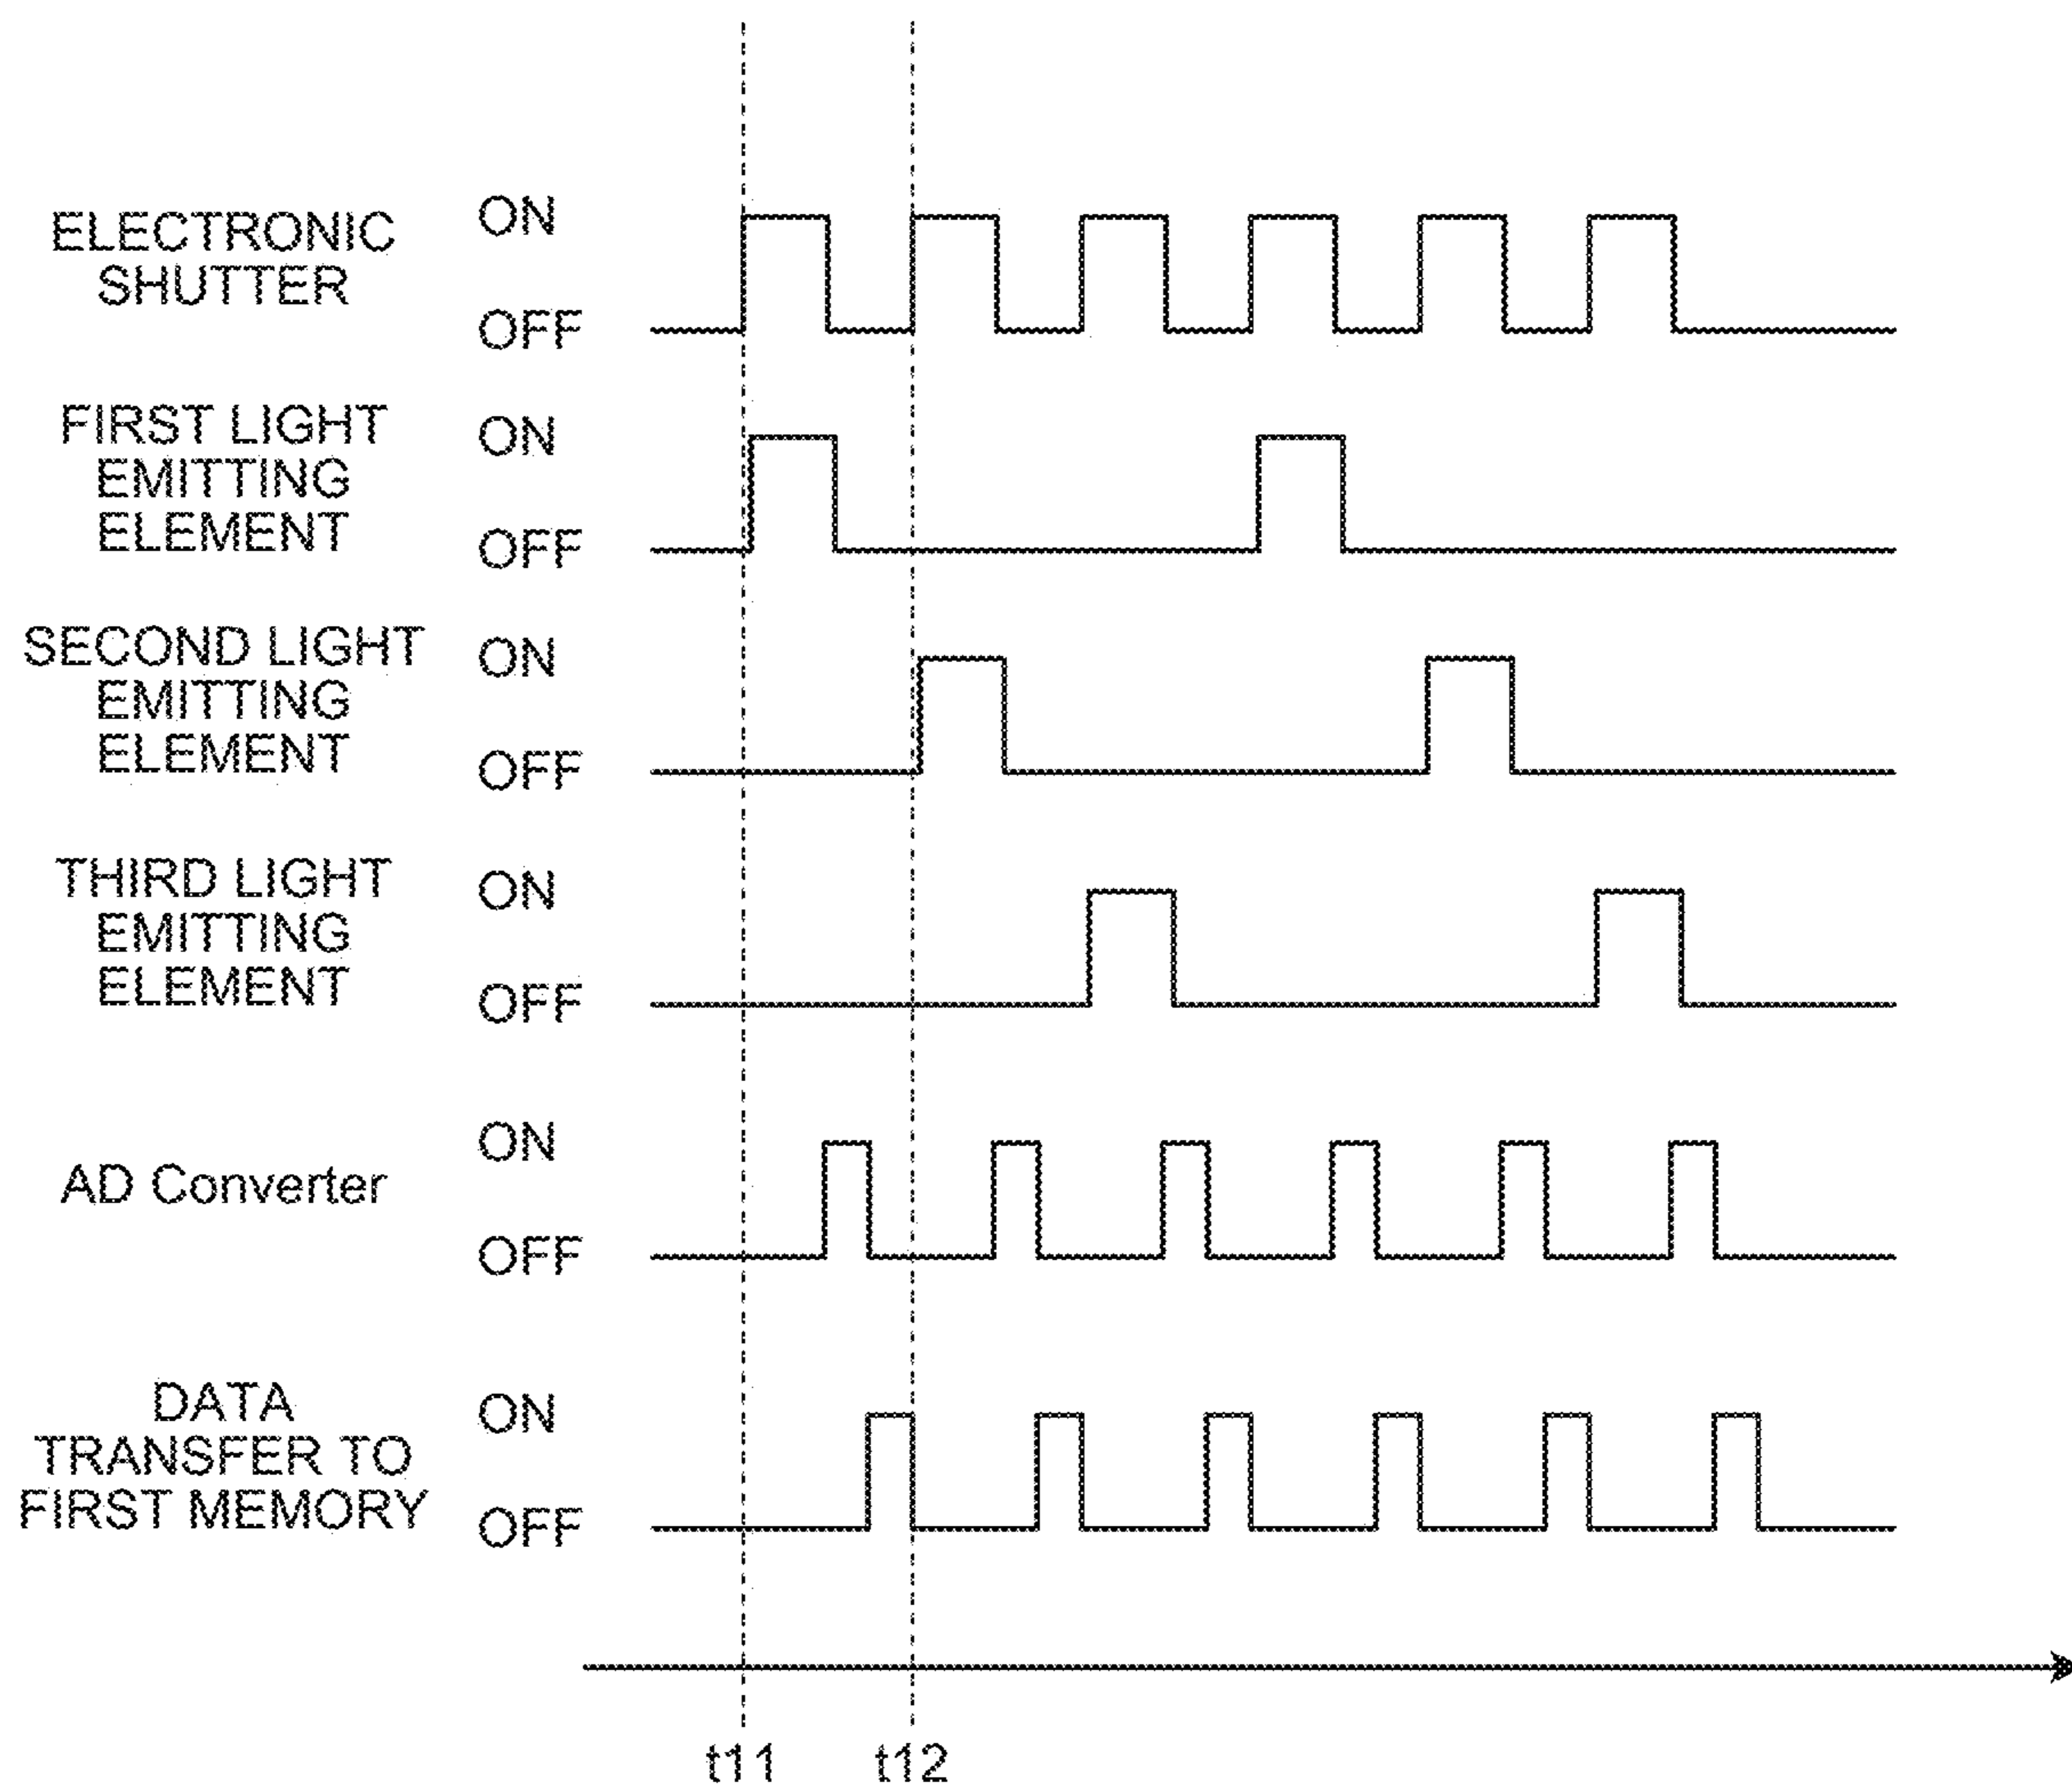 ELECTRONIC
SHUTTER
ON
OFF
FIRST LIGHT
EMITTING
ELEMENT
ON
OFF
SECOND LIGHT
EMITTING
ELEMENT
ON
OFF
THIRD LIGHT
EMITTING
ELEMENT
ON
OFF
AD Converter
ON
OFF
DATA
TRANSFER TO
FIRST MEMORY
ON
OFF
t11
t12